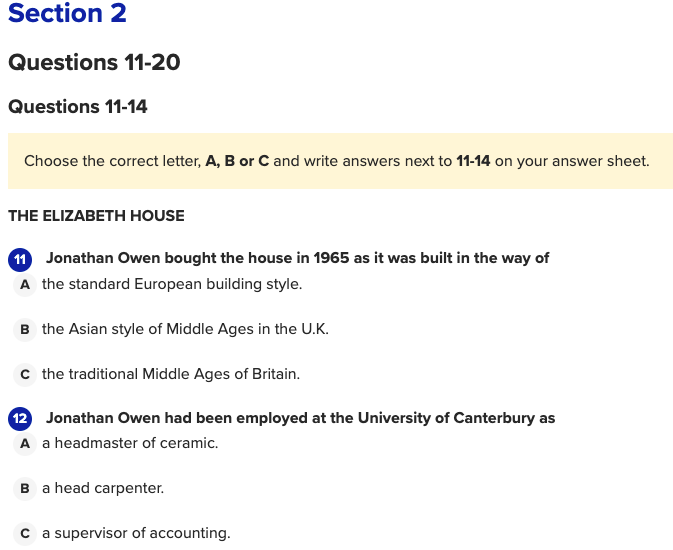 Section 2
Questions 11-20
Questions 11-14
Choose the correct letter, A, B or C and write answers next to 11-14 on your answer sheet.
THE ELIZABETH HOUSE
11 Jonathan Owen bought the house in 1965 as it was built in the way of
A the standard European building style.
B the Asian style of Middle Ages in the U.K.
C the traditional Middle Ages of Britain.
12 Jonathan Owen had been employed at the University of Canterbury as
A a headmaster of ceramic.
B a head carpenter.
C a supervisor of accounting.